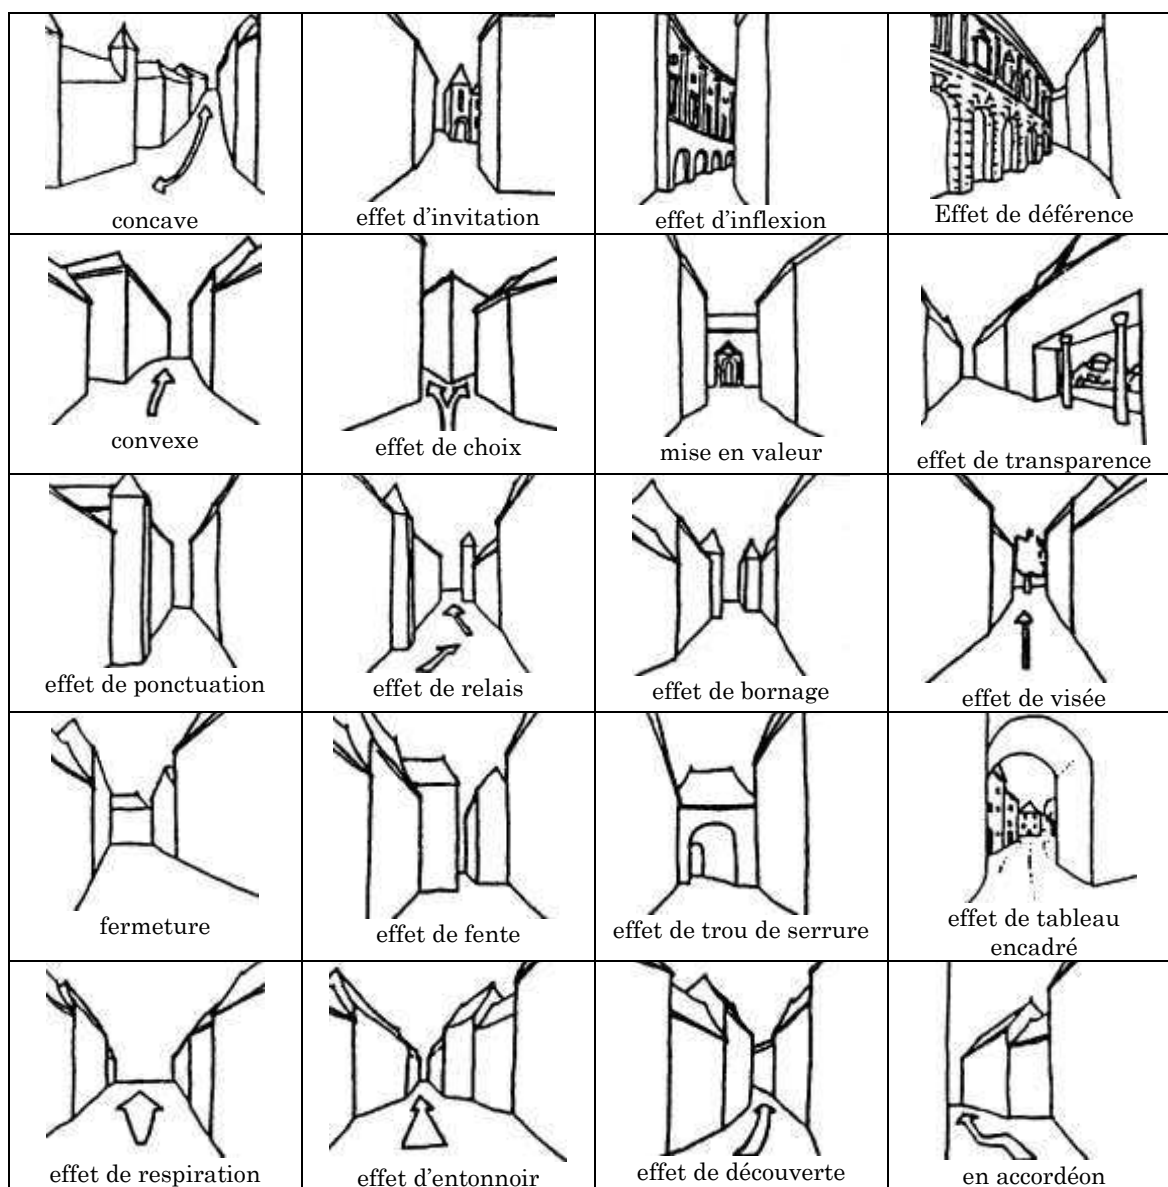 concave
effet d'invitation
effet d'inflexion
Effet de déférence
convexe
effet de choix
mise en valeur
effet de transparence
effet de ponctuation
effet de relais
effet de bornage
effet de visée
fermeture
effet de fente
effet de trou de serrure
effet de tableau
encadré
effet de respiration
effet d'entonnoir
effet de découverte
en accordéon